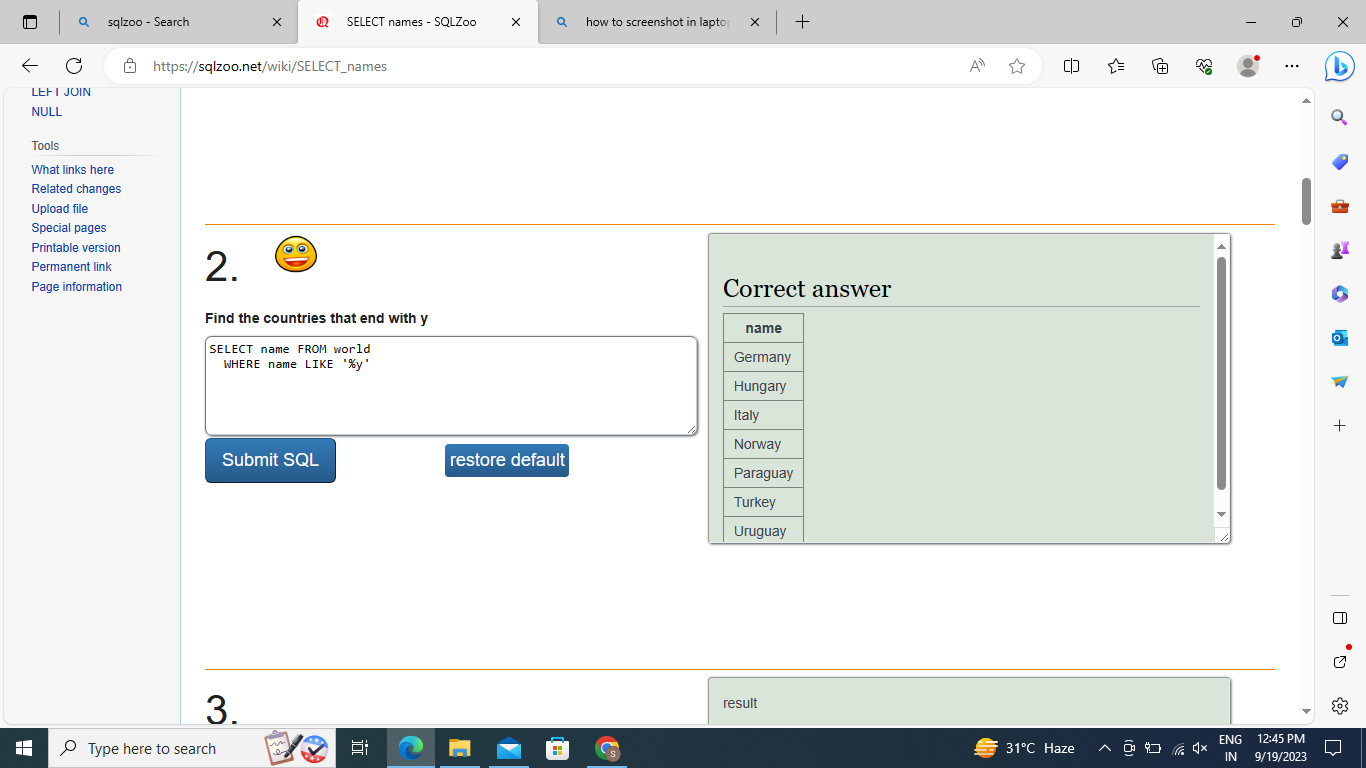 sqlzoo - Search
SELECT names - SQLZoo
how to screenshot in lapto
https://sqlzoo.net/wiki/SELECT_names
LEFT JOIN
NULL
Tools
What links here
Related changes
Upload file
Special pages
Printable version
Permanent link
Page information
2.
Find the countries that end with y
SELECT name FROM world
WHERE name LIKE '%y'
Submit SQL
restore default
Correct answer
name
Germany
Hungary
Italy
Norway
Paraguay
Turkey
Uruguay
3.
result
Type here to search
31°C Haze
ENG
IN
12:45 PM
9/19/2023